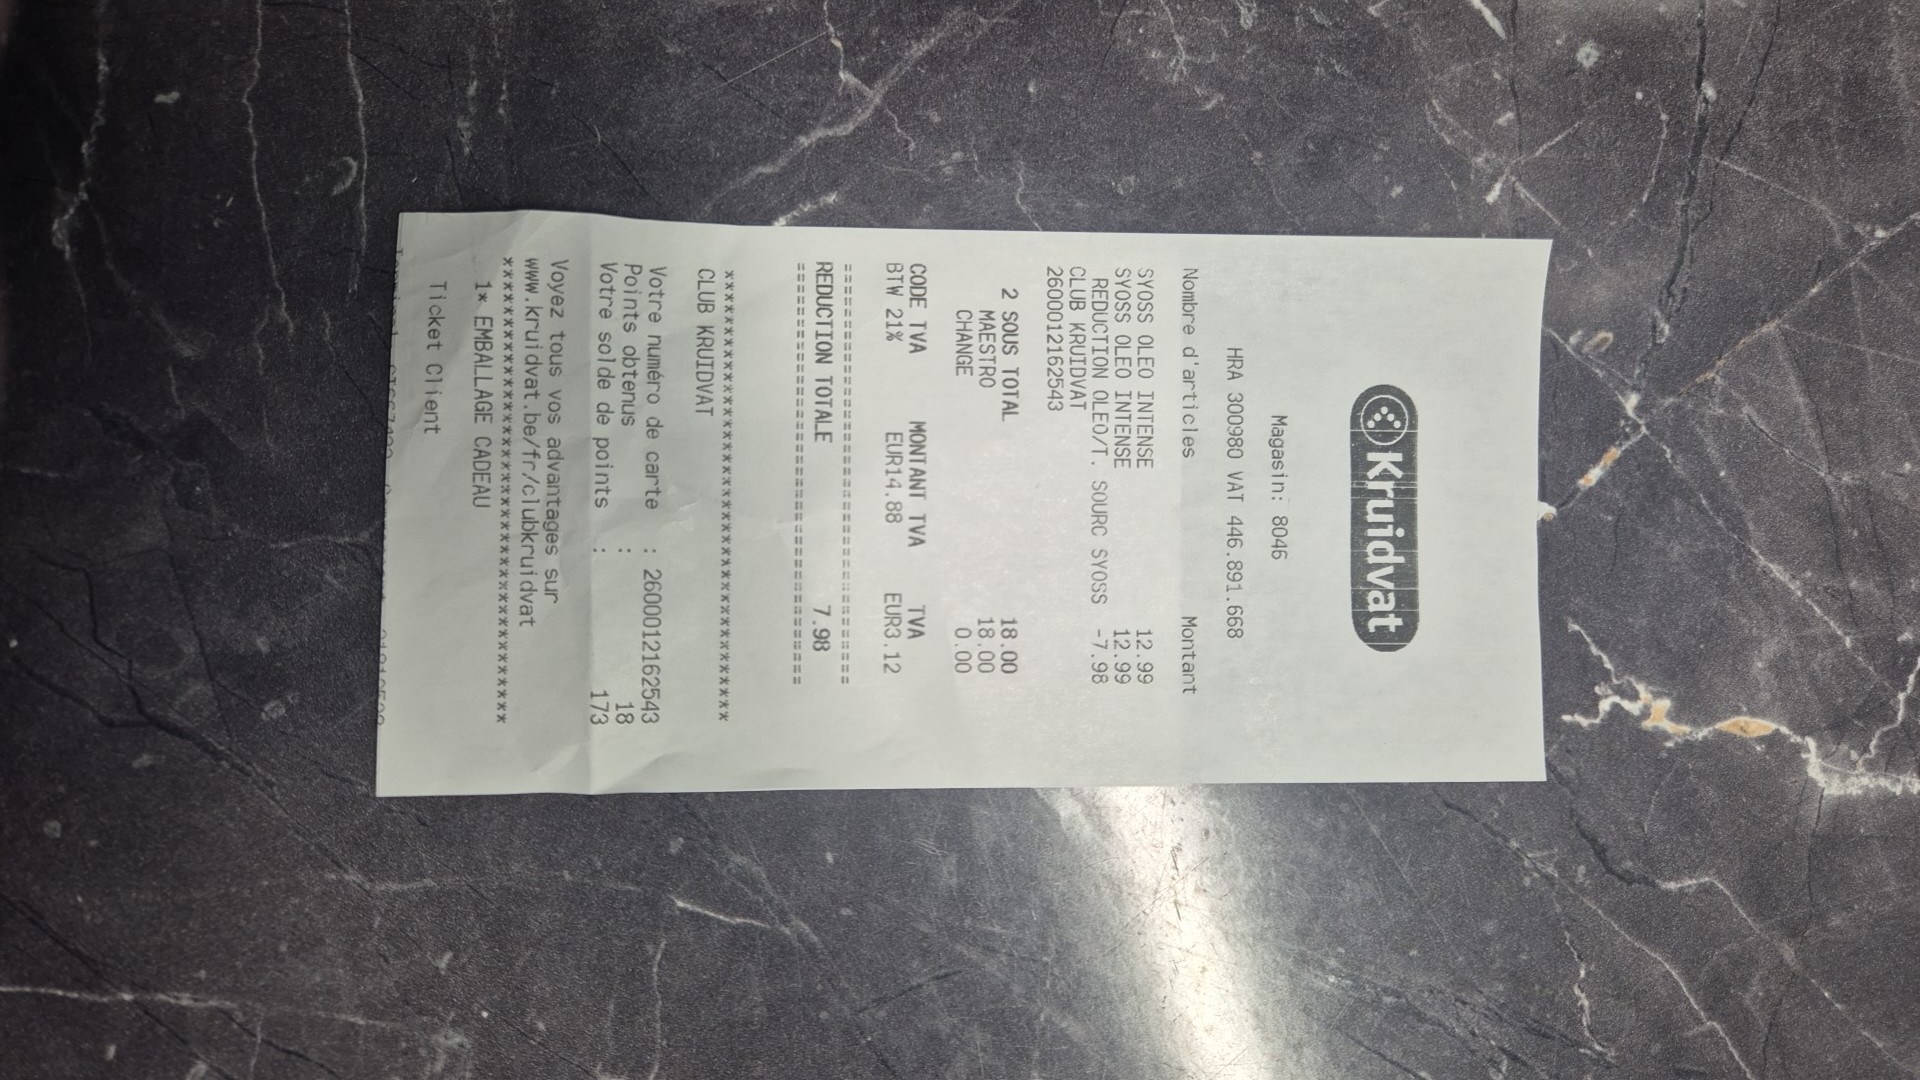 Kruidvat
Magasin: 8046
HRA 300980 VAT 446.891.668
Nombre d'articles Montant
SYOSS OLEO INTENSE 12.99
SYOSS OLEO INTENSE 12.99
REDUCTION OLEO/T. SOURC SYOSS -7.98
CLUB KRUIDVAT
2600012162543
2 SOUS TOTAL 18.00
MAESTRO 18.00
CHANGE 0.00
CODE TVA MONTANT TVA TVA
BTW 21% EUR14.88 EUR3.12
========================================
REDUCTION TOTALE 7.98
========================================
****************************************
CLUB KRUIDVAT
Votre numéro de carte : 2600012162543
Points obtenus : 18
Votre solde de points : 173
Voyez tous vos advantages sur
www.kruidvat.be/fr/clubkruidvat
****************************************
1* EMBALLAGE CADEAU
Ticket Client